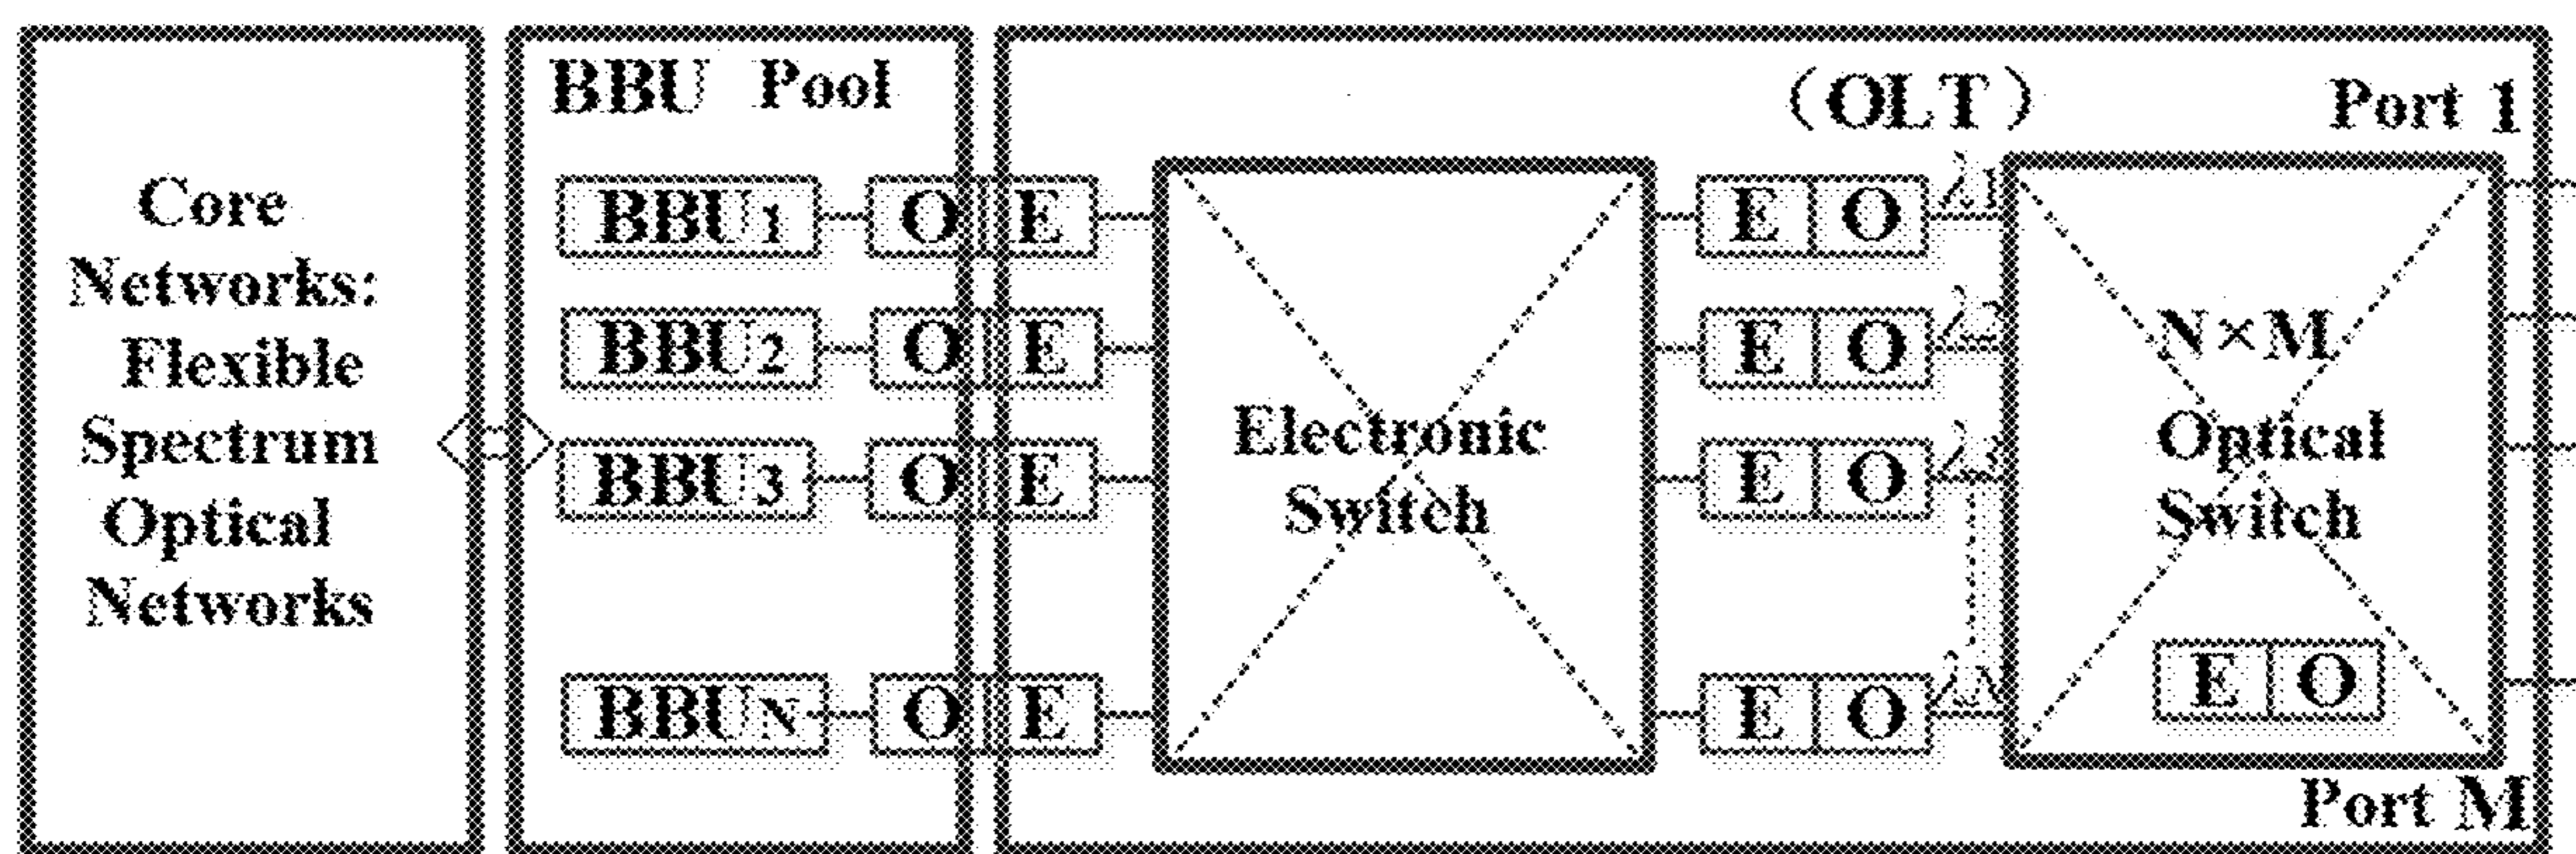 Core
Networks:
Flexible
Spectrum
Optical
Networks
BBU Pool
BBU1 O E
BBU2 O E
BBU3 O E
BBUN O E
Electronic
Switch
(OLT)
E O λ1
E O λ2
E O λ3
E O λN
Port 1
N×M
Optical
Switch
E O
Port M